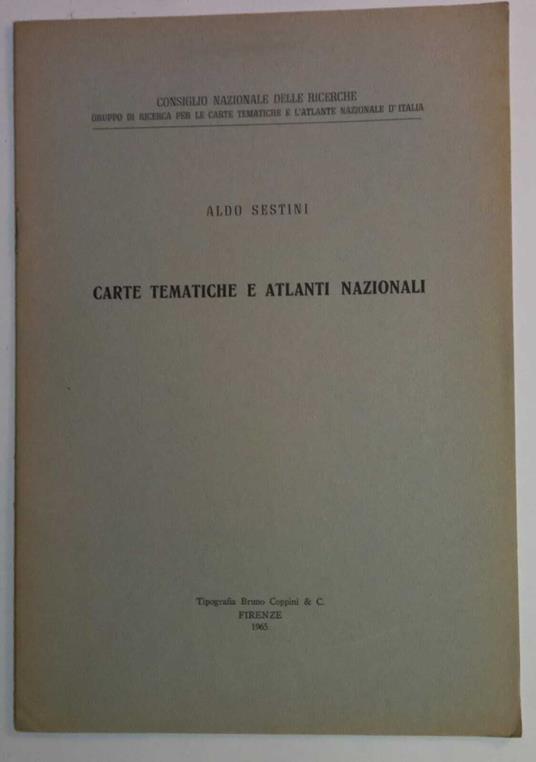 CONSIGLIO NAZIONALE DELLE RICERCHE
GRUPPO DI RICERCA PER LE CARTE TEMATICHE E L'ATLANTE NAZIONALE D'ITALIA
ALDO SESTINI
CARTE TEMATICHE E ATLANTI NAZIONALI
Tipografia Bruno Coppini & C.
FIRENZE
1965